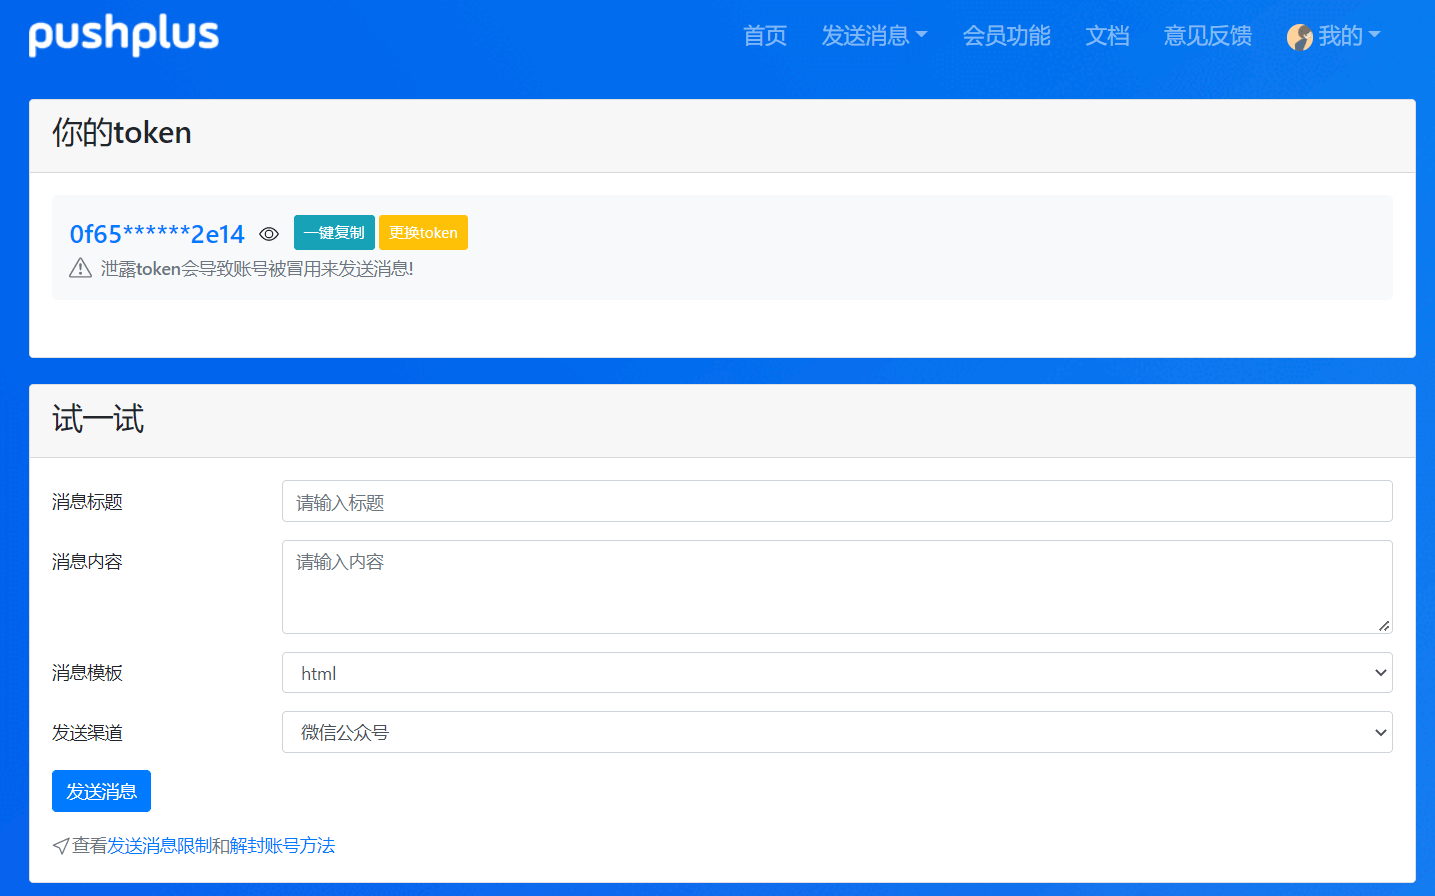 pushplus
首页 发送消息 会员功能 文档 意见反馈 我的
你的token
0f65******2e14 一键复制 更换token
泄露token会导致账号被冒用来发送消息!
试一试
消息标题 请输入标题
消息内容 请输入内容
消息模板 html
发送渠道 微信公众号
发送消息
查看发送消息限制和解封账号方法